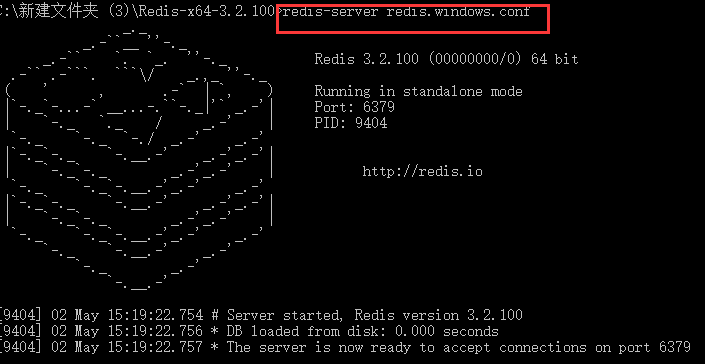 C:\新建文件夹 (3)\Redis-x64-3.2.100>redis-server redis.windows.conf
Redis 3.2.100 (00000000/0) 64 bit
Running in standalone mode
Port: 6379
PID: 9404
http://redis.io
[9404] 02 May 15:19:22.754 # Server started, Redis version 3.2.100
[9404] 02 May 15:19:22.756 * DB loaded from disk: 0.000 seconds
[9404] 02 May 15:19:22.757 * The server is now ready to accept connections on port 6379